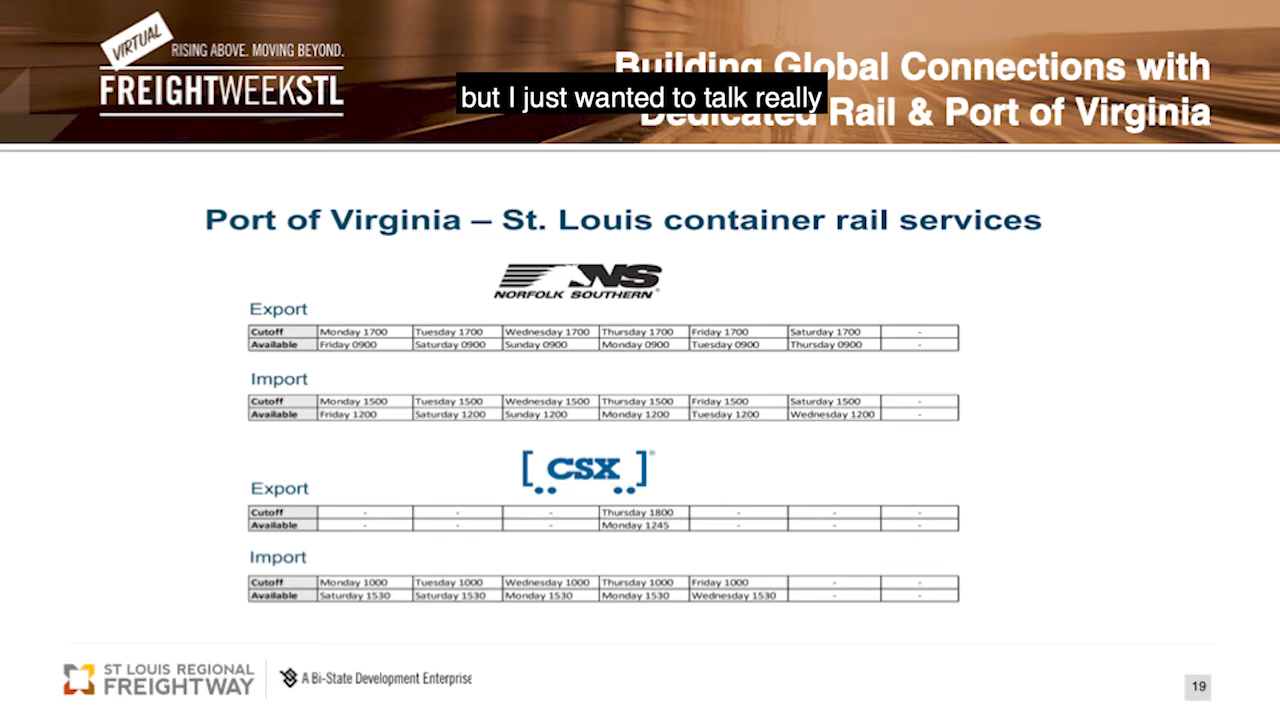 VIRTUAL
RISING ABOVE. MOVING BEYOND.
FREIGHTWEEKSTL
Building Global Connections with
Dedicated Rail & Port of Virginia
but I just wanted to talk really
Port of Virginia – St. Louis container rail services
NS
NORFOLK SOUTHERN®
Export
Cutoff Monday 1700 Tuesday 1700 Wednesday 1700 Thursday 1700 Friday 1700 Saturday 1700 -
Available Friday 0900 Saturday 0900 Sunday 0900 Monday 0900 Tuesday 0900 Thursday 0900 -
Import
Cutoff Monday 1500 Tuesday 1500 Wednesday 1500 Thursday 1500 Friday 1500 Saturday 1500 -
Available Friday 1200 Saturday 1200 Sunday 1200 Monday 1200 Tuesday 1200 Wednesday 1200 -
[CSX]®
Export
Cutoff - - - Thursday 1800 - - -
Available - - - Monday 1245 - - -
Import
Cutoff Monday 1000 Tuesday 1000 Wednesday 1000 Thursday 1000 Friday 1000 - -
Available Saturday 1530 Saturday 1530 Monday 1530 Monday 1530 Wednesday 1530 - -
ST LOUIS REGIONAL
FREIGHTWAY
A Bi-State Development Enterprise
19